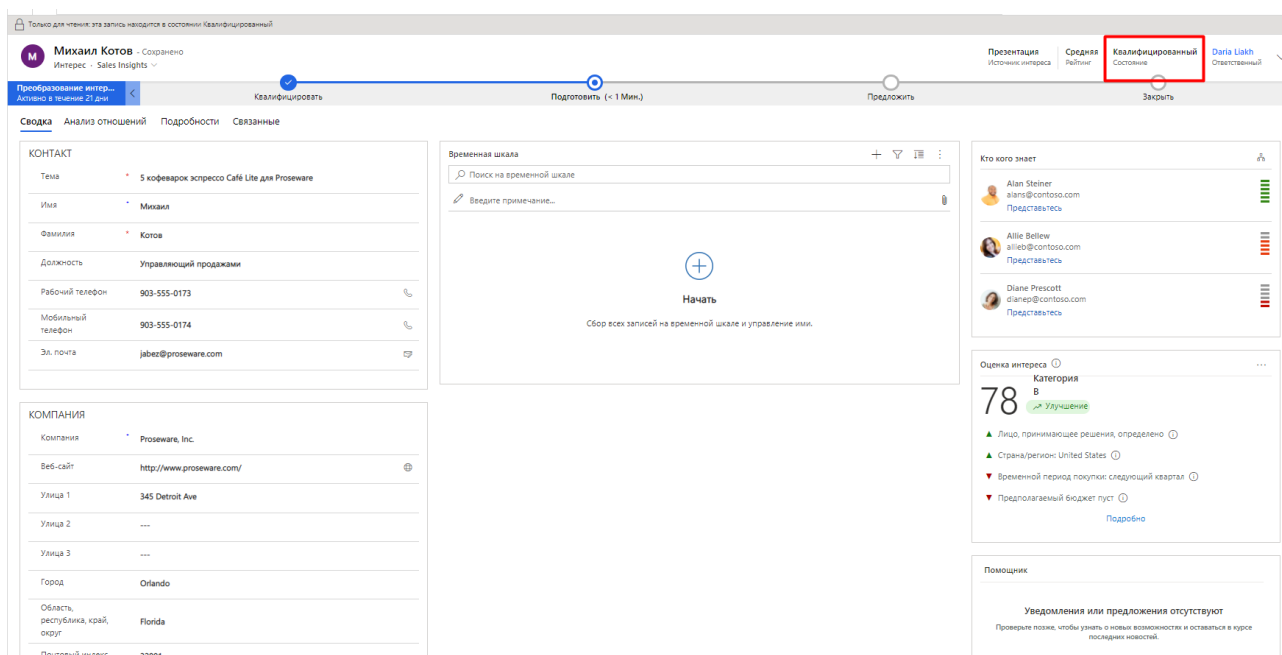 Только для чтения: эта запись находится в состоянии Квалифицированный
М
Михаил Котов - Сохранено
Интерес · Sales Insights
Презентация
Источник интереса
Средняя
Рейтинг
Квалифицированный
Состояние
Daria Liakh
Ответственный
Преобразование интер...
Активно в течение 21 дни
Квалифицировать
Подготовить (< 1 Мин.)
Предложить
Закрыть
Сводка Анализ отношений Подробности Связанные
КОНТАКТ
Тема * 5 кофеварок эспрессо Café Lite для Proseware
Имя Михаил
Фамилия * Котов
Должность Управляющий продажами
Рабочий телефон 903-555-0173
Мобильный
телефон
903-555-0174
Эл. почта jabez@proseware.com
КОМПАНИЯ
Компания Proseware, Inc.
Веб-сайт http://www.proseware.com/
Улица 1 345 Detroit Ave
Улица 2 ---
Улица 3 ---
Город Orlando
Область,
республика, край,
округ
Florida
Почтовый индекс
Временная шкала
Поиск на временной шкале
Введите примечание...
Начать
Сбор всех записей на временной шкале и управление ими.
Кто кого знает
Alan Steiner
alans@contoso.com
Представьтесь
Allie Bellew
allieb@contoso.com
Представьтесь
Diane Prescott
dianep@contoso.com
Представьтесь
Оценка интереса
78
Категория
B
Улучшение
Лицо, принимающее решения, определено
Страна/регион: United States
Временной период покупки: следующий квартал
Предполагаемый бюджет пуст
Подробно
Помощник
Уведомления или предложения отсутствуют
Проверьте позже, чтобы узнать о новых возможностях и оставаться в курсе
последних новостей.